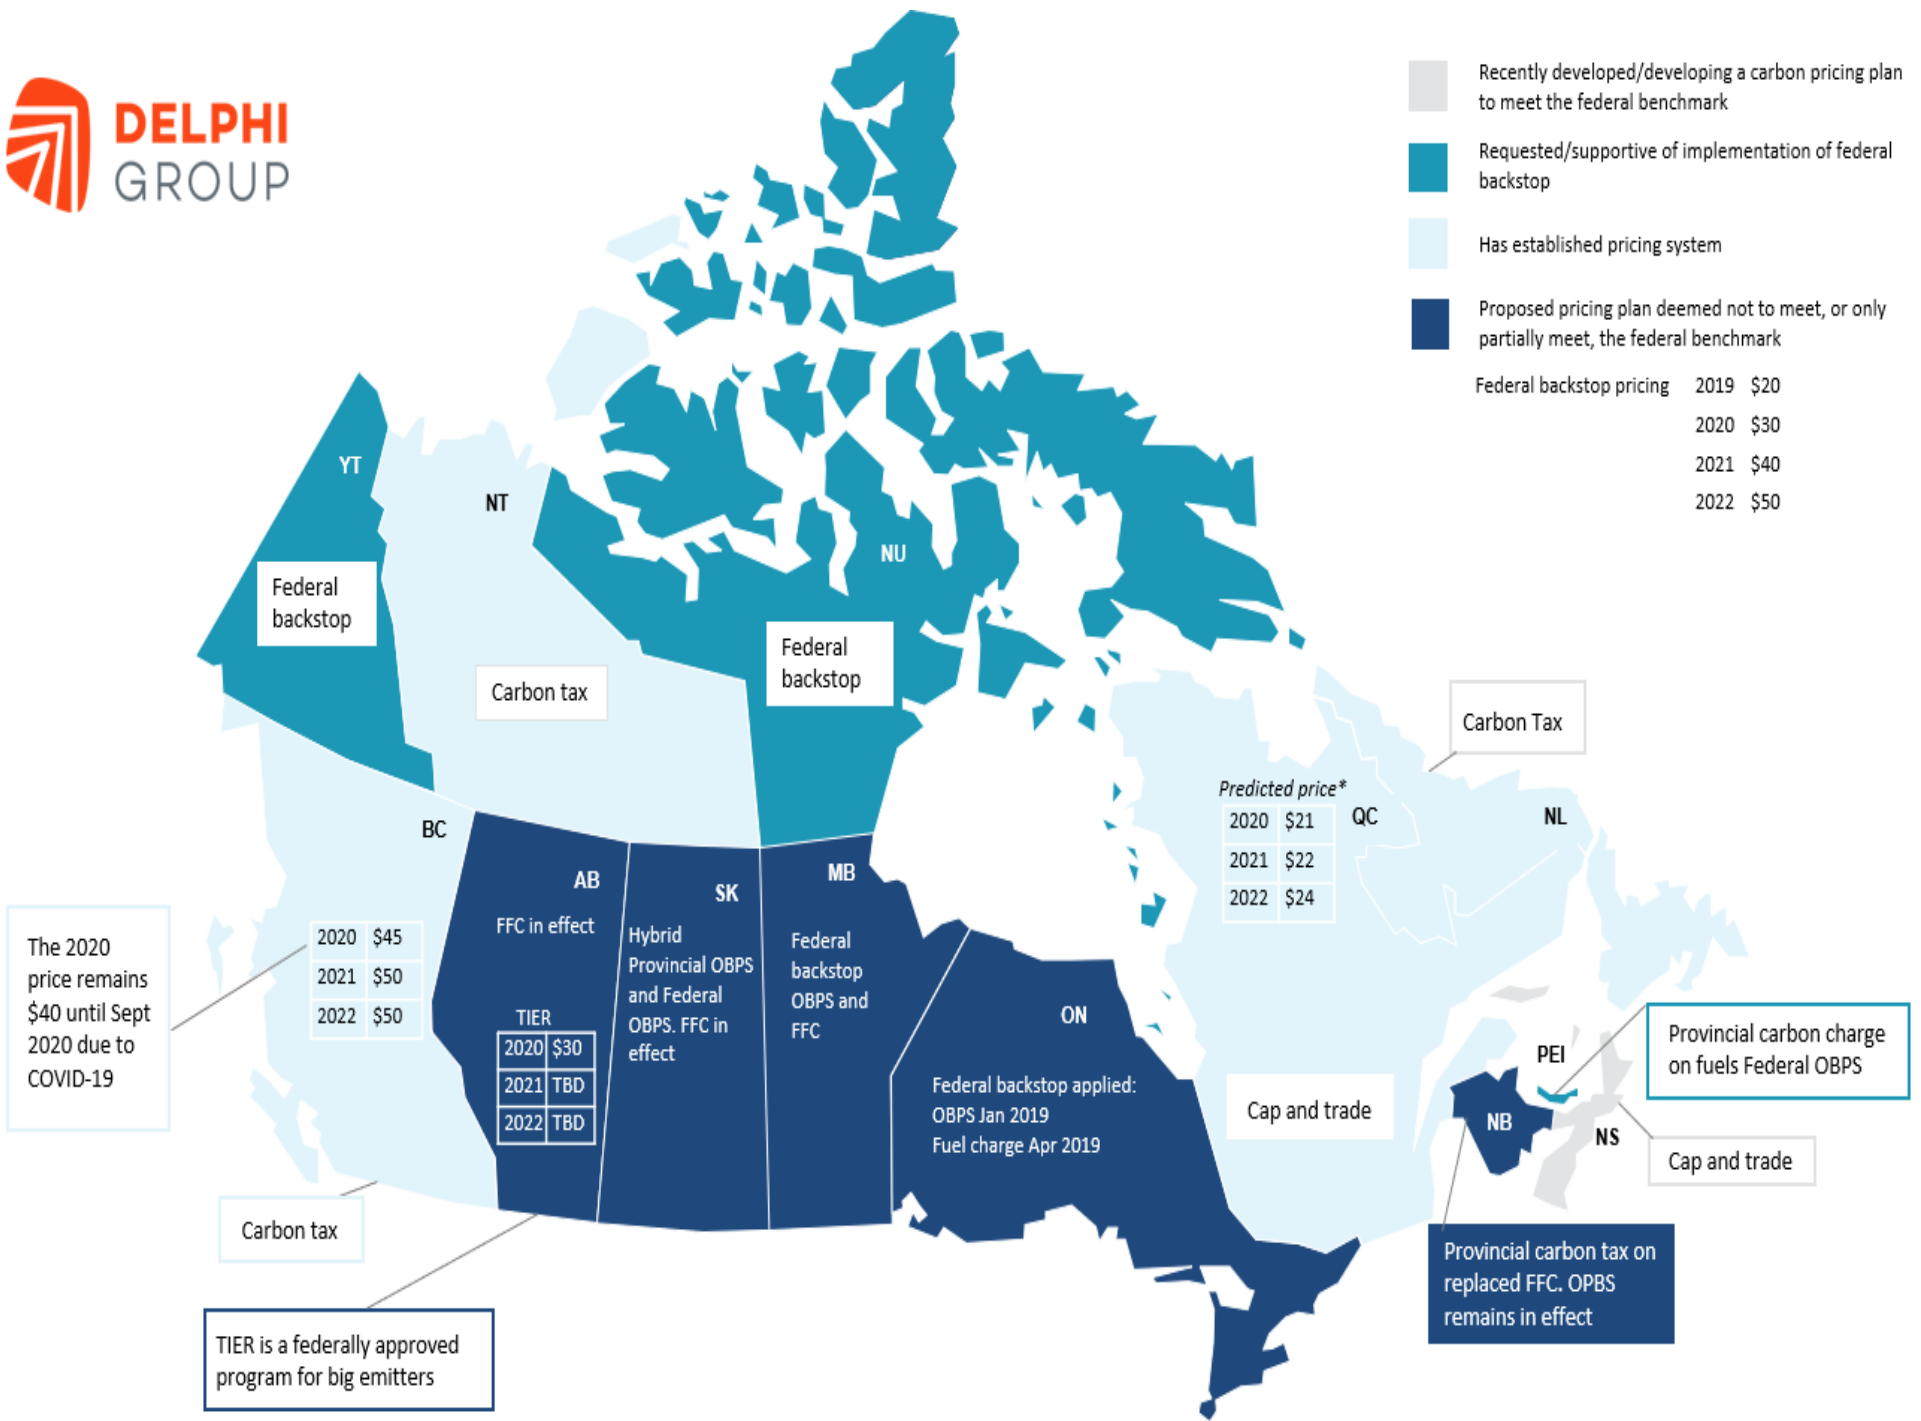 DELPHI
GROUP
Recently developed/developing a carbon pricing plan
to meet the federal benchmark
Requested/supportive of implementation of federal
backstop
Has established pricing system
Proposed pricing plan deemed not to meet, or only
partially meet, the federal benchmark
Federal backstop pricing 2019 $20
2020 $30
2021 $40
2022 $50
YT
Federal
backstop
NT
Carbon tax
NU
Federal
backstop
BC
2020 $45
2021 $50
2022 $50
The 2020
price remains
$40 until Sept
2020 due to
COVID-19
Carbon tax
AB
FFC in effect
TIER
2020 $30
2021 TBD
2022 TBD
TIER is a federally approved
program for big emitters
SK
Hybrid
Provincial OBPS
and Federal
OBPS. FFC in
effect
MB
Federal
backstop
OBPS and
FFC
ON
Federal backstop applied:
OBPS Jan 2019
Fuel charge Apr 2019
Predicted price*
2020 $21
2021 $22
2022 $24
QC
Cap and trade
Carbon Tax
NL
PEI
Provincial carbon charge
on fuels Federal OBPS
NB
Provincial carbon tax on
replaced FFC. OPBS
remains in effect
NS
Cap and trade